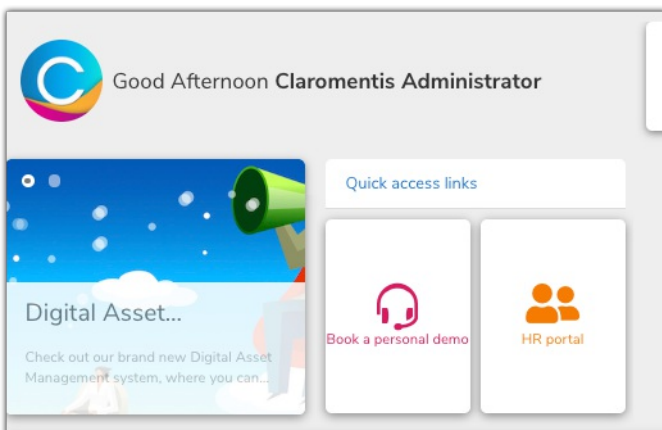 Good Afternoon Claromentis Administrator
Quick access links
Digital Asset...
Check out our brand new Digital Asset
Management system, where you can...
Book a personal demo
HR portal